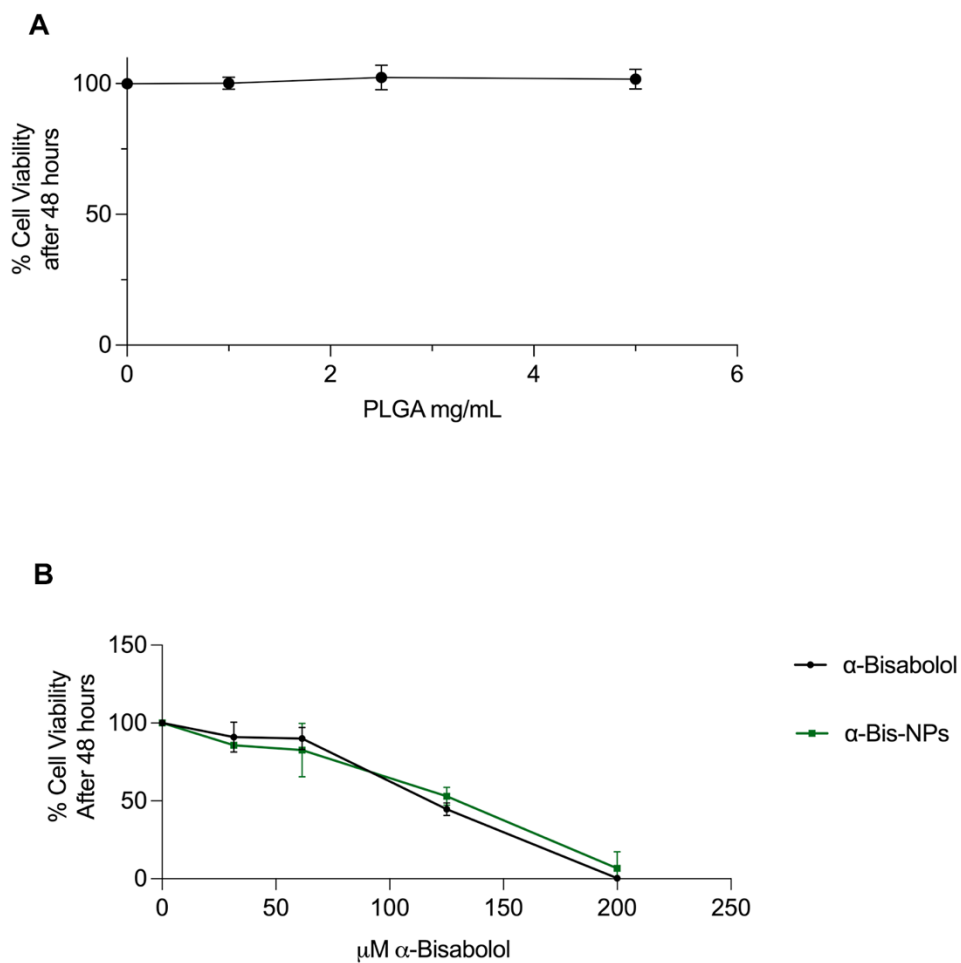 A
% Cell Viability
after 48 hours
100
50
0
0 2 4 6
PLGA mg/mL
B
% Cell Viability
After 48 hours
150
100
50
0
0 50 100 150 200 250
μM α-Bisabolol
α-Bisabolol
α-Bis-NPs